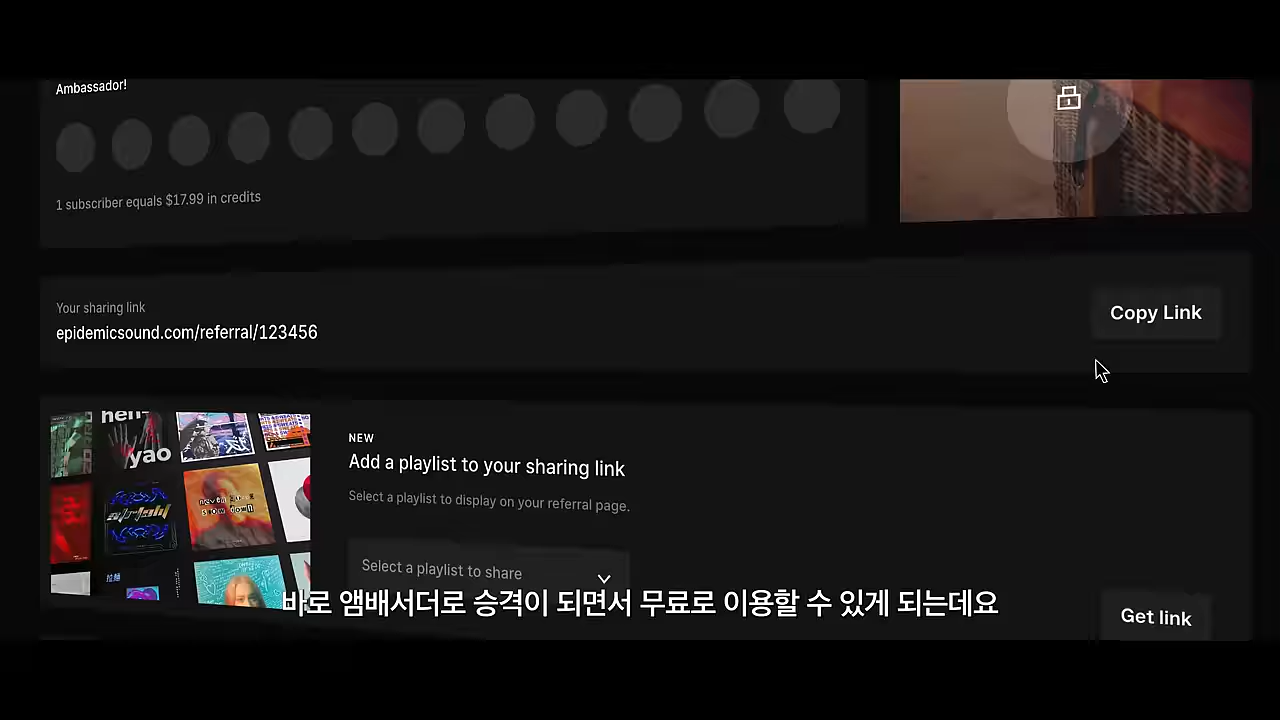 Ambassador!
1 subscriber equals $17.99 in credits
Your sharing link
epidemicsound.com/referral/123456
Copy Link
yao
NEW
Add a playlist to your sharing link
Select a playlist to display on your referral page.
Select a playlist to share
바로 앰배서더로 승격이 되면서 무료로 이용할 수 있게 되는데요
Get link